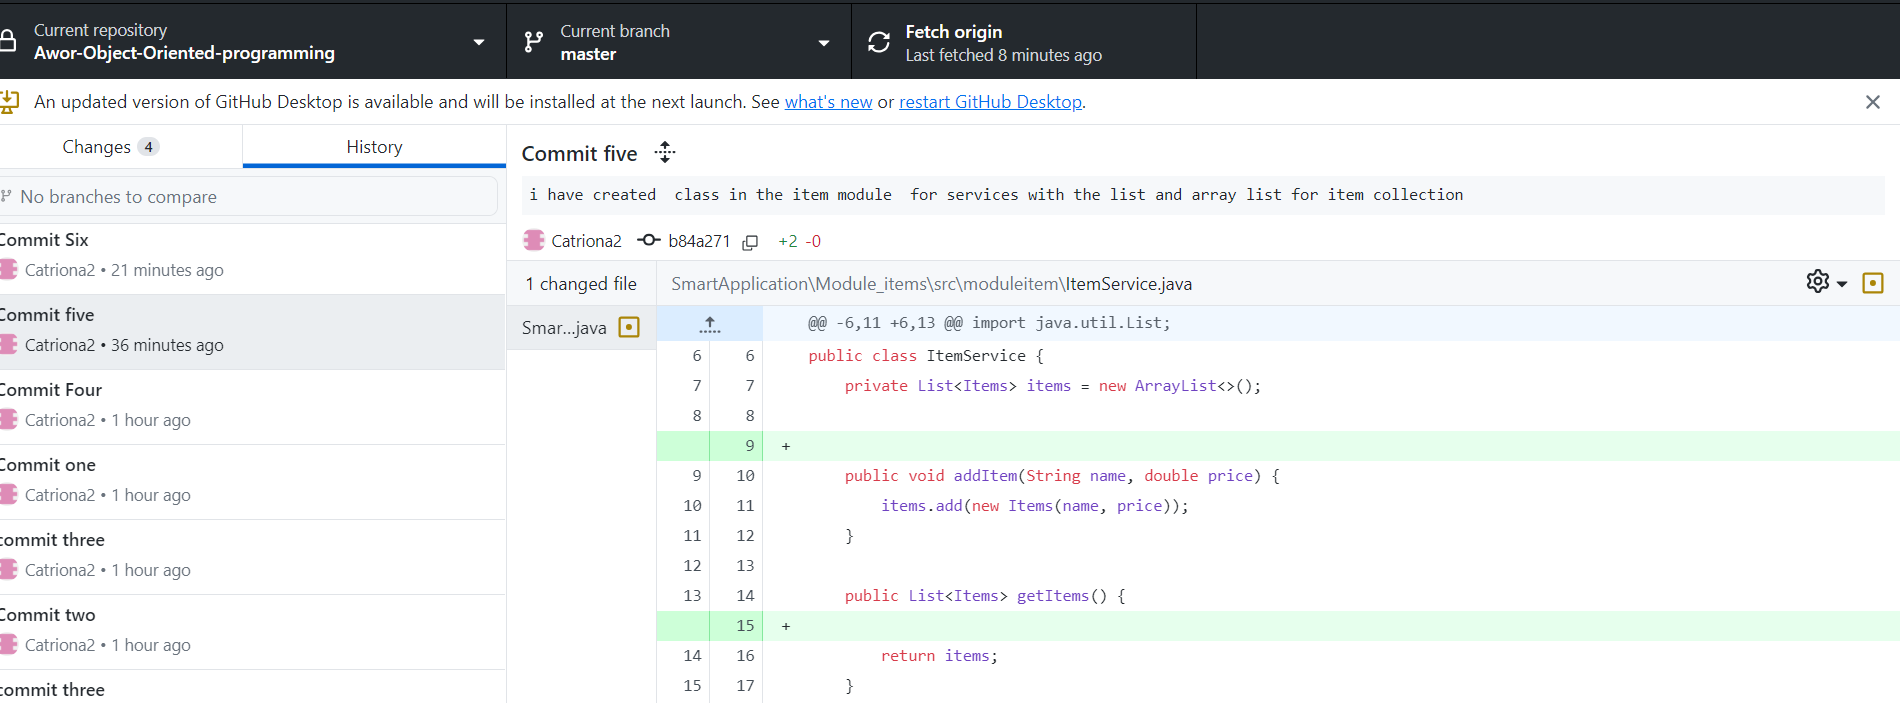 Current repository
Awor-Object-Oriented-programming
Current branch
master
Fetch origin
Last fetched 8 minutes ago
An updated version of GitHub Desktop is available and will be installed at the next launch. See what's new or restart GitHub Desktop.
Changes 4
History
No branches to compare
Commit Six
Catriona2 • 21 minutes ago
Commit five
Catriona2 • 36 minutes ago
Commit Four
Catriona2 • 1 hour ago
Commit one
Catriona2 • 1 hour ago
commit three
Catriona2 • 1 hour ago
Commit two
Catriona2 • 1 hour ago
commit three
Commit five
i have created  class in the item module  for services with the list and array list for item collection
Catriona2 b84a271 +2 -0
1 changed file
Smar...java
SmartApplication\Module_items\src\moduleitem\ItemService.java
@@ -6,11 +6,13 @@ import java.util.List;
6 6 public class ItemService {
7 7 private List<Items> items = new ArrayList<>();
8 8
9 +
9 10 public void addItem(String name, double price) {
10 11 items.add(new Items(name, price));
11 12 }
12 13
13 14 public List<Items> getItems() {
15 +
14 16 return items;
15 17 }